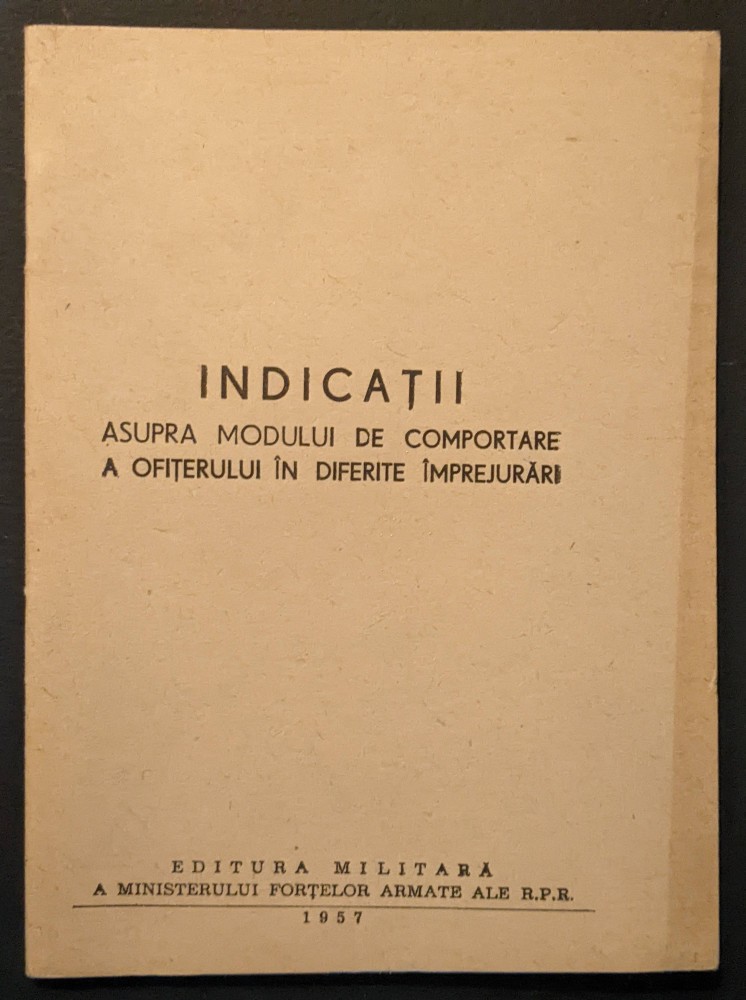 INDICAȚII
ASUPRA MODULUI DE COMPORTARE
A OFIȚERULUI ÎN DIFERITE ÎMPREJURĂRI
EDITURA MILITARĂ
A MINISTERULUI FORȚELOR ARMATE ALE R.P.R.
1957